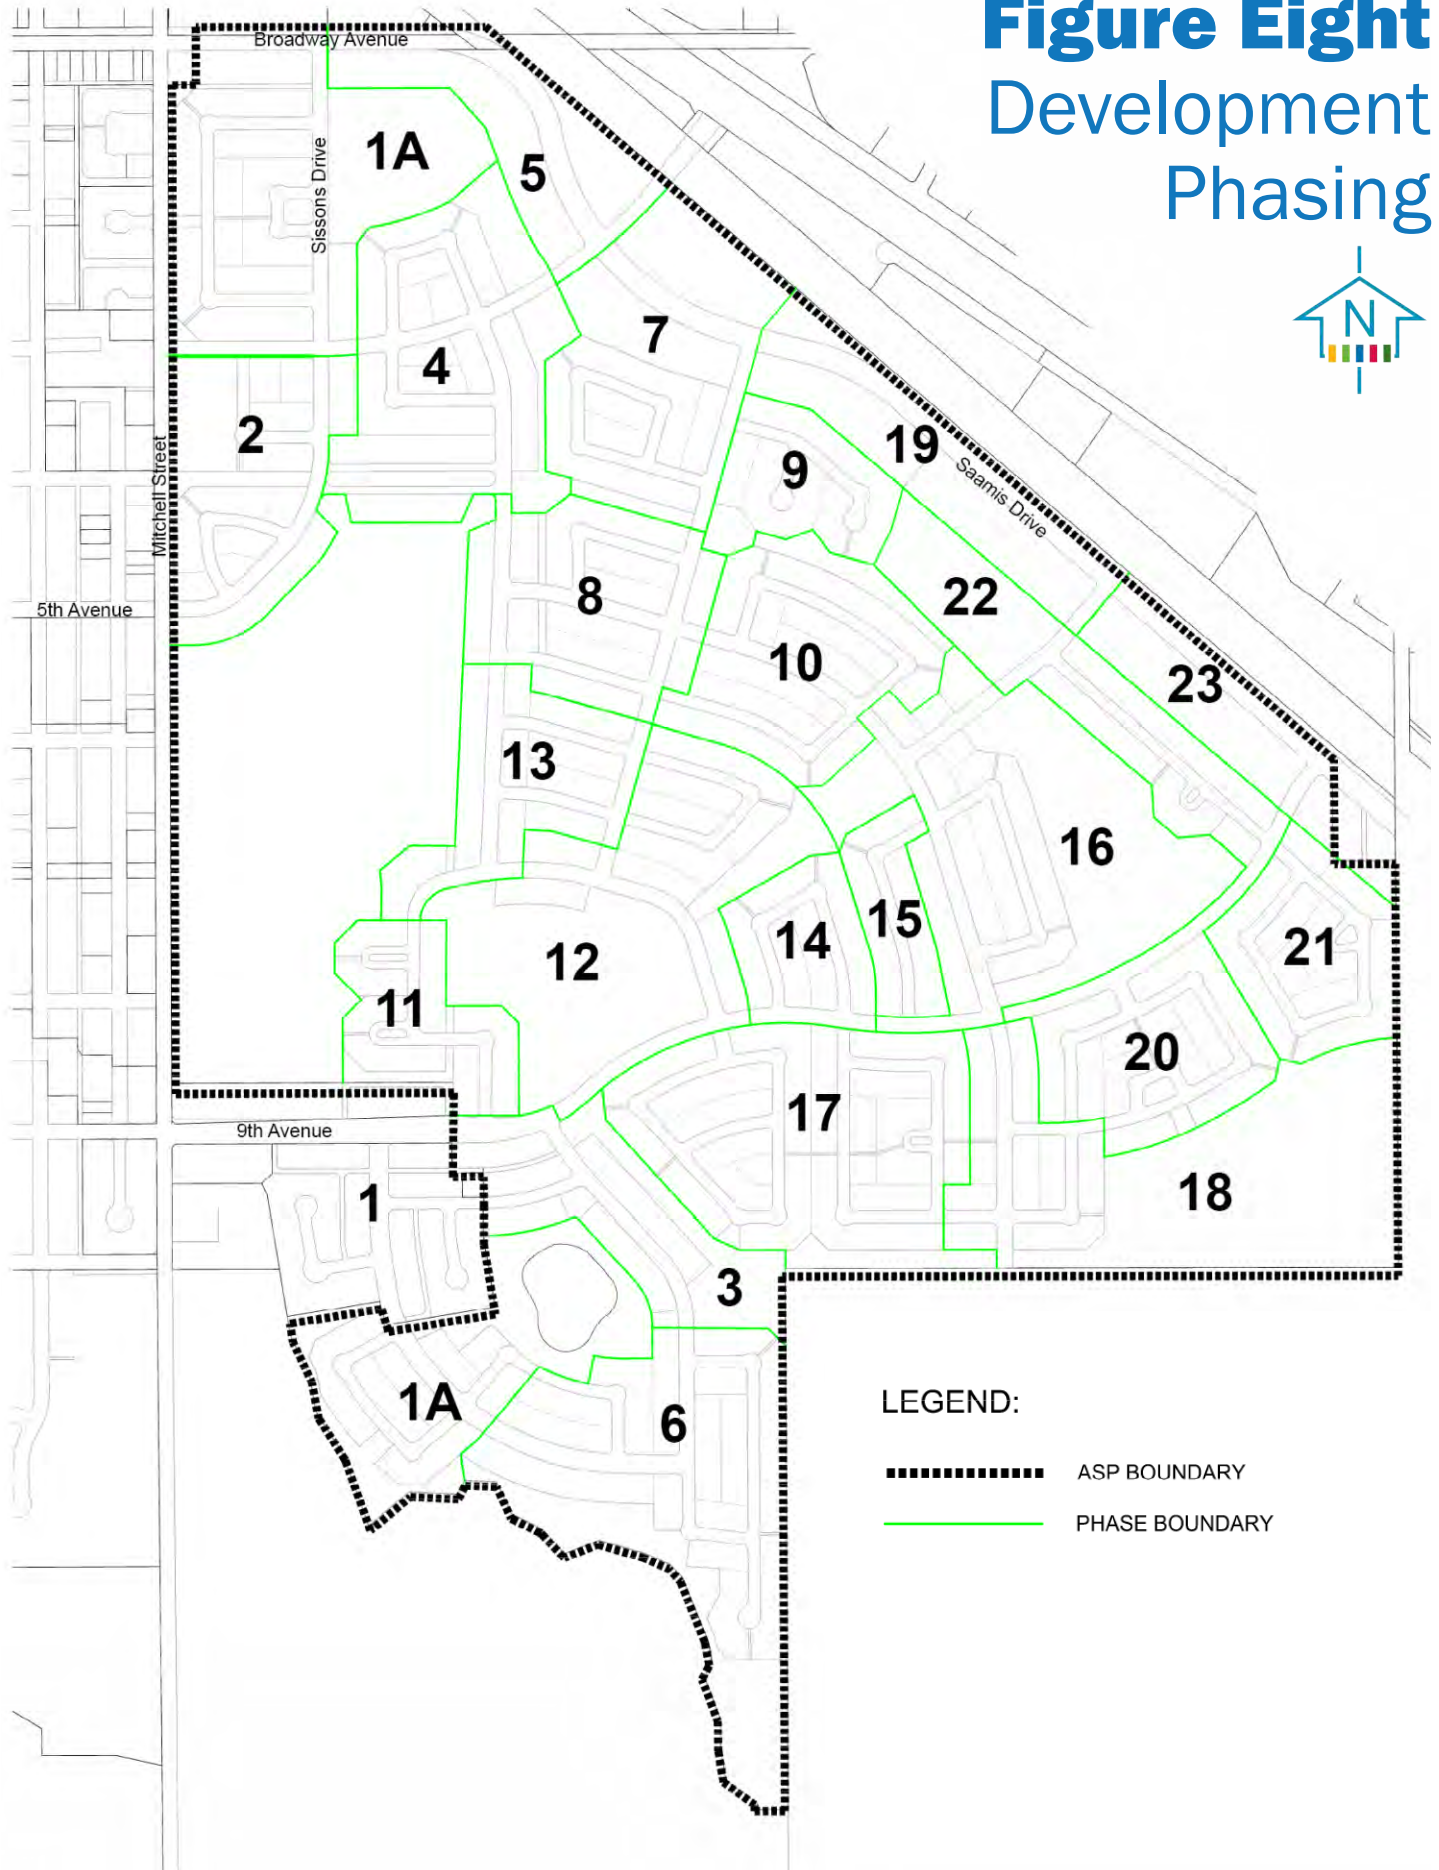 Figure Eight
Development
Phasing
N
Broadway Avenue
Sissons Drive
Mitchell Street
5th Avenue
9th Avenue
Saamis Drive
1A
5
7
4
2
19
9
8
22
10
23
13
16
15
14
12
21
11
20
17
18
1
3
1A
6
LEGEND:
ASP BOUNDARY
PHASE BOUNDARY